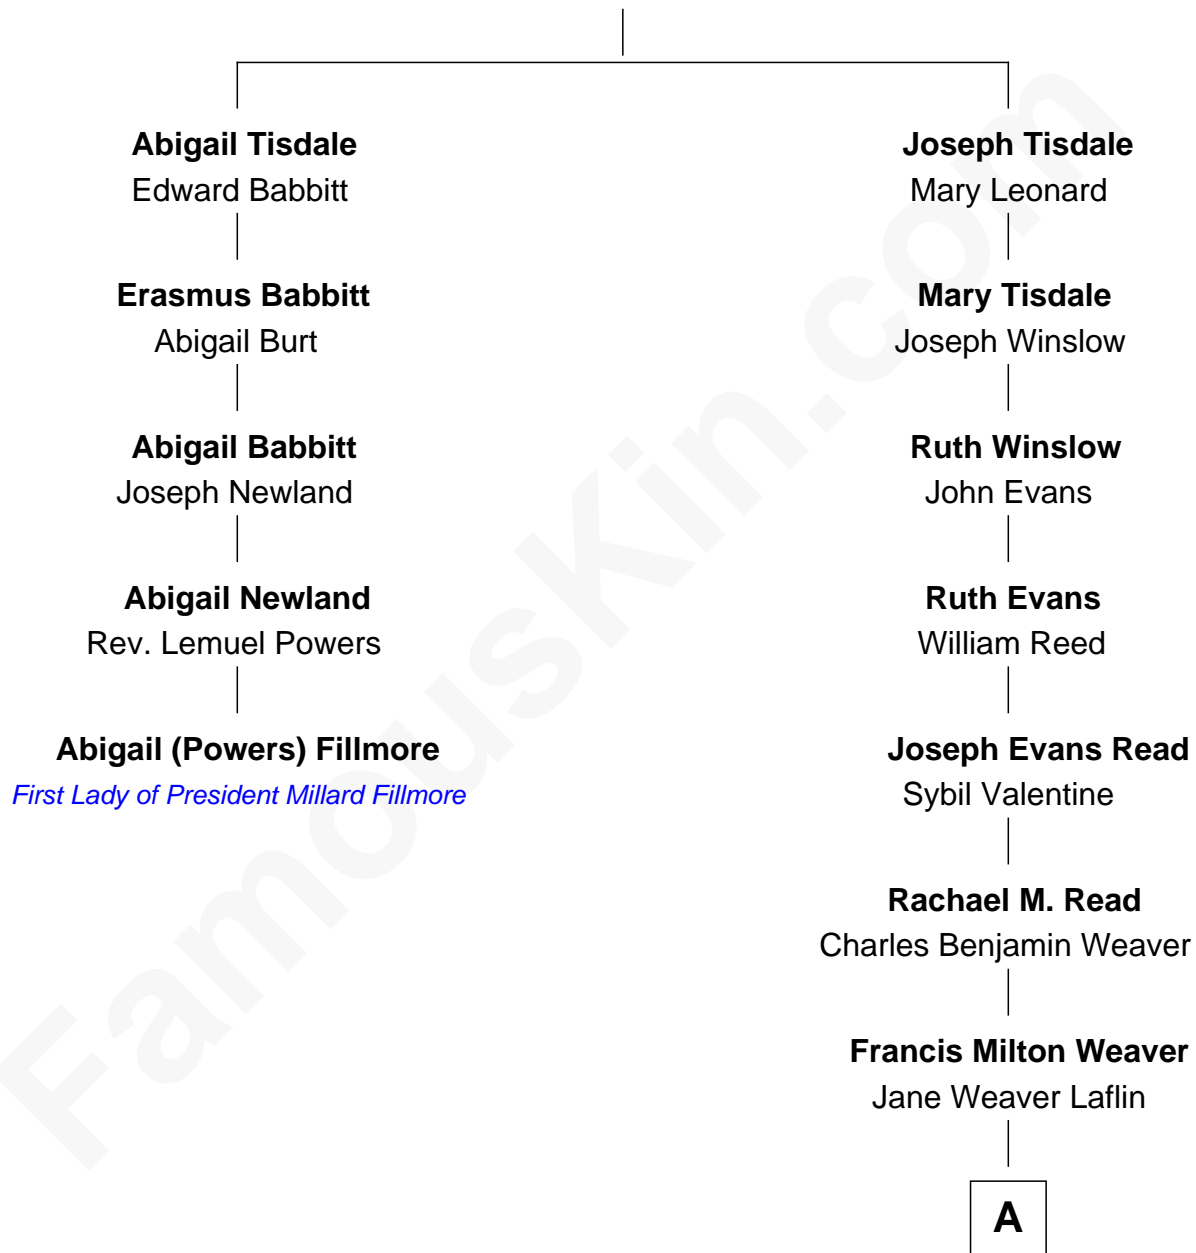 Abigail Tisdale
Edward Babbitt
Erasmus Babbitt
Abigail Burt
Abigail Babbitt
Joseph Newland
Abigail Newland
Rev. Lemuel Powers
Abigail (Powers) Fillmore
First Lady of President Millard Fillmore
Joseph Tisdale
Mary Leonard
Mary Tisdale
Joseph Winslow
Ruth Winslow
John Evans
Ruth Evans
William Reed
Joseph Evans Read
Sybil Valentine
Rachael M. Read
Charles Benjamin Weaver
Francis Milton Weaver
Jane Weaver Laflin
A
FamousKin.com